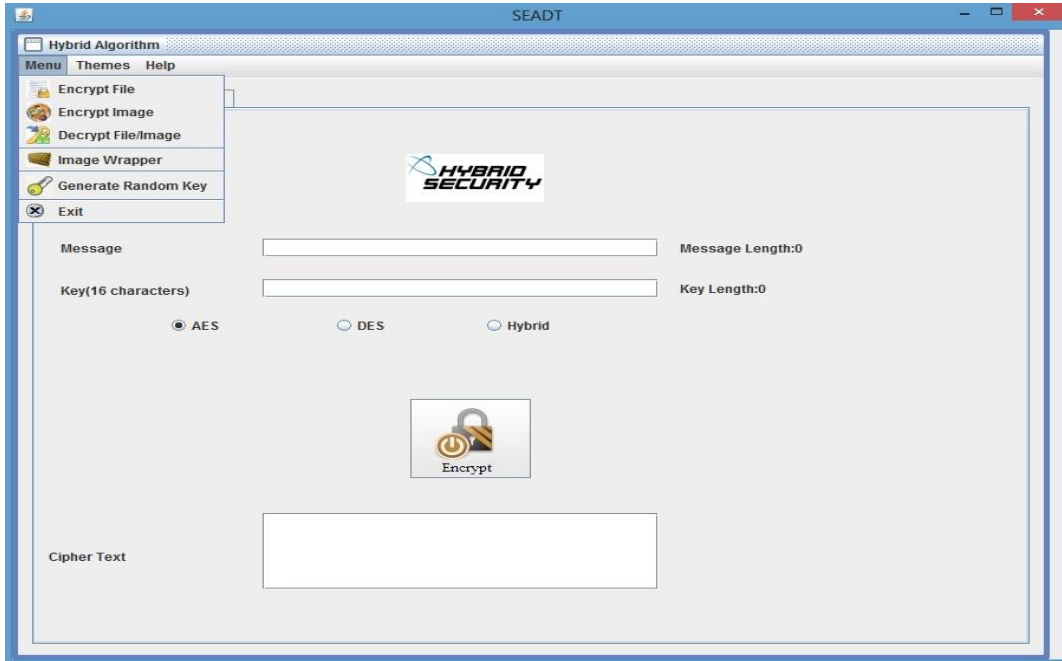 SEADT
Hybrid Algorithm
Menu Themes Help
Encrypt File
Encrypt Image
Decrypt File/Image
Image Wrapper
Generate Random Key
Exit
HYBRID
SECURITY
Message Message Length:0
Key(16 characters) Key Length:0
AES DES Hybrid
Encrypt
Cipher Text